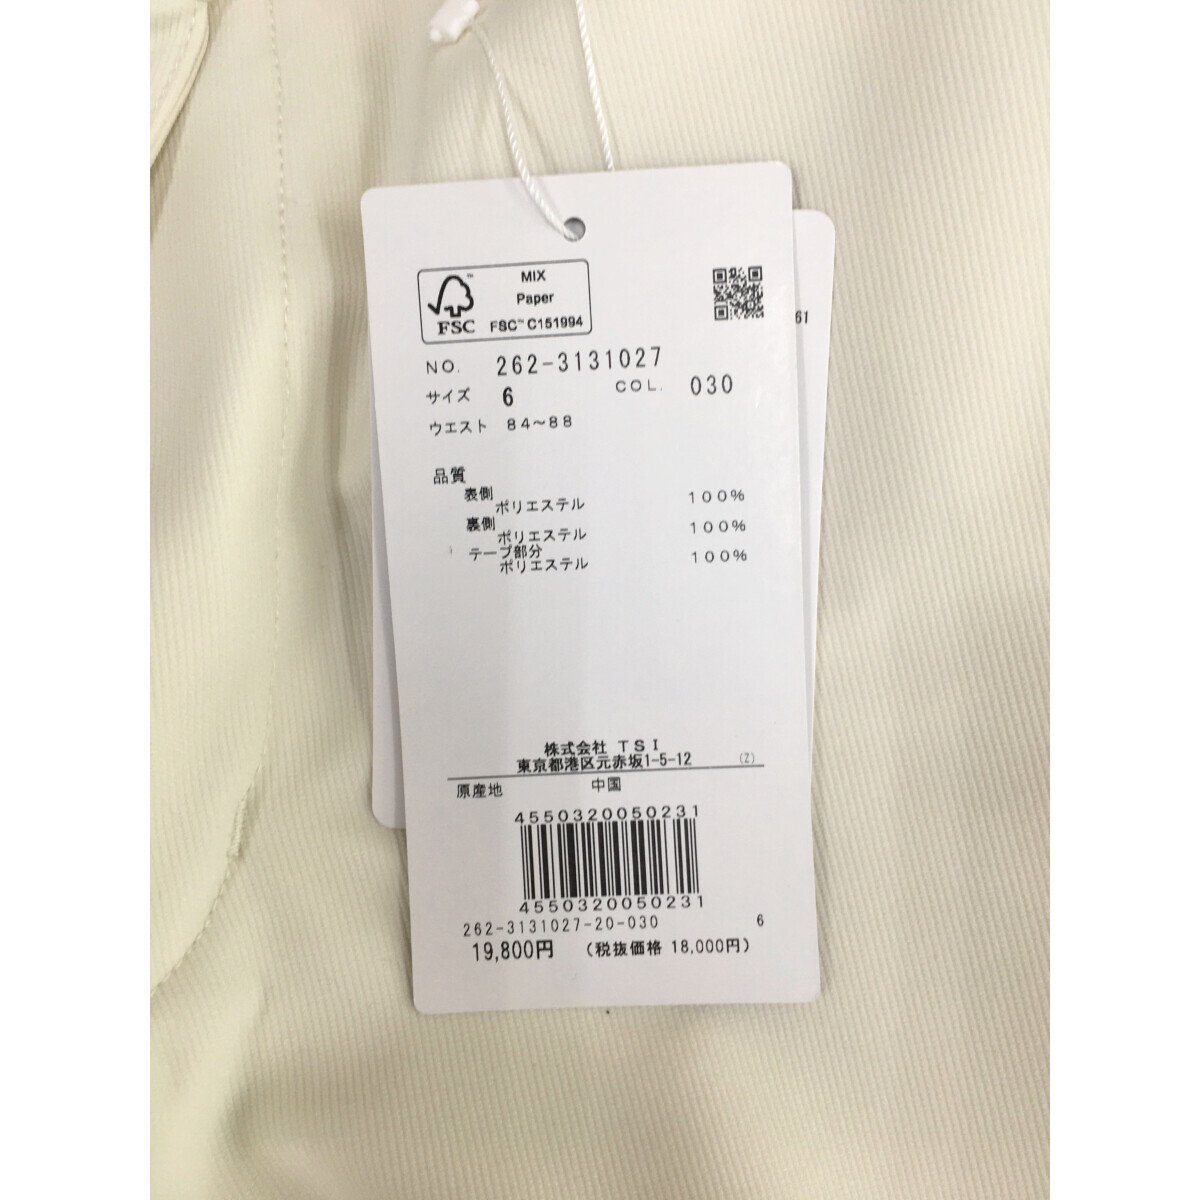 MIX
Paper
FSC™ C151994
™
FSC
61
NO. 262-3131027
サイズ 6 COL. 030
ウエスト 84～88
品質
表側
ポリエステル 100%
裏側
ポリエステル 100%
テープ部分
ポリエステル 100%
株式会社 TSI
東京都港区元赤坂1-5-12 (Z)
原産地 中国
4550320050231
4550320050231
262-3131027-20-030 6
19,800円 (税抜価格 18,000円)